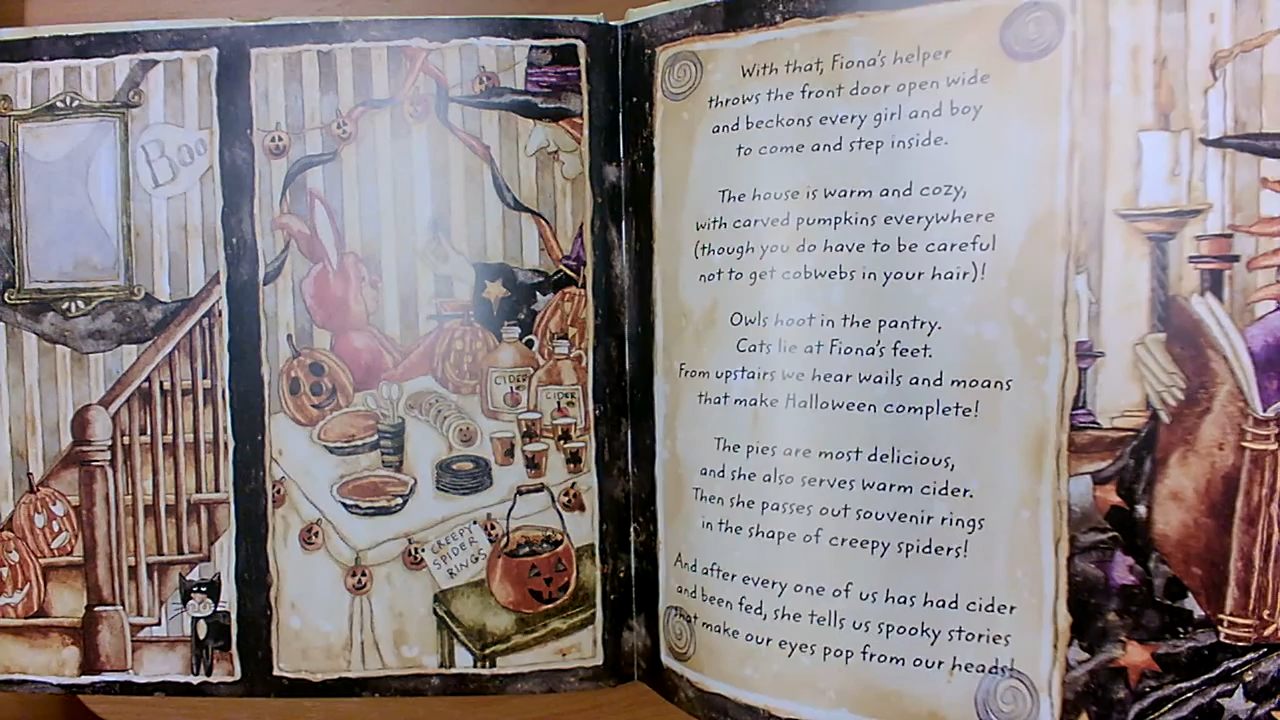 Boo
CIDER
CIDER
CREEPY
SPIDER
RINGS
With that, Fiona's helper
throws the front door open wide
and beckons every girl and boy
to come and step inside.
The house is warm and cozy,
with carved pumpkins everywhere
(though you do have to be careful
not to get cobwebs in your hair)!
Owls hoot in the pantry.
Cats lie at Fiona's feet.
From upstairs we hear wails and moans
that make Halloween complete!
The pies are most delicious,
and she also serves warm cider.
Then she passes out souvenir rings
in the shape of creepy spiders!
And after every one of us has had cider
and been fed, she tells us spooky stories
that make our eyes pop from our heads!